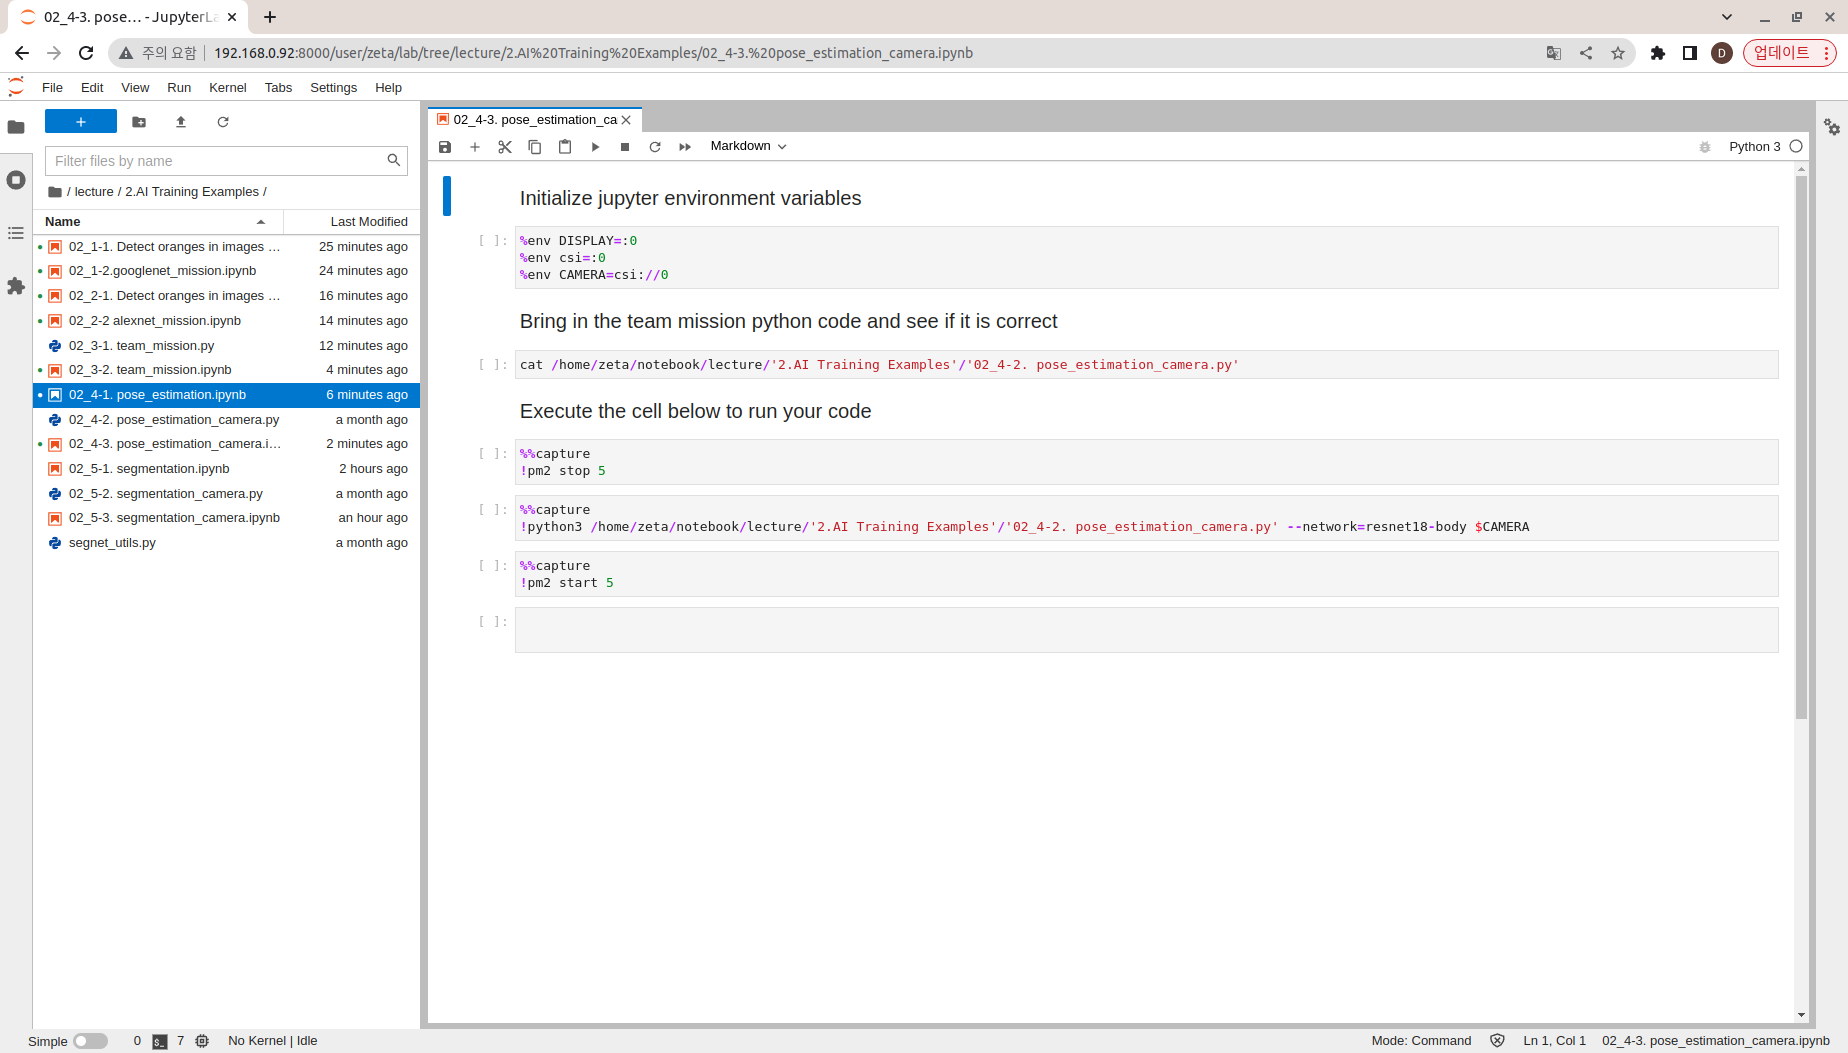 02_4-3. pose… - JupyterLa
주의 요함
192.168.0.92:8000/user/zeta/lab/tree/lecture/2.AI%20Training%20Examples/02_4-3.%20pose_estimation_camera.ipynb
D
업데이트
File Edit View Run Kernel Tabs Settings Help
Filter files by name
/ lecture / 2.AI Training Examples /
Name Last Modified
02_1-1. Detect oranges in images … 25 minutes ago
02_1-2.googlenet_mission.ipynb 24 minutes ago
02_2-1. Detect oranges in images … 16 minutes ago
02_2-2 alexnet_mission.ipynb 14 minutes ago
02_3-1. team_mission.py 12 minutes ago
02_3-2. team_mission.ipynb 4 minutes ago
02_4-1. pose_estimation.ipynb 6 minutes ago
02_4-2. pose_estimation_camera.py a month ago
02_4-3. pose_estimation_camera.i… 2 minutes ago
02_5-1. segmentation.ipynb 2 hours ago
02_5-2. segmentation_camera.py a month ago
02_5-3. segmentation_camera.ipynb an hour ago
segnet_utils.py a month ago
02_4-3. pose_estimation_ca
Markdown
Python 3
Initialize jupyter environment variables
[ ]: %env DISPLAY=:0
%env csi=:0
%env CAMERA=csi://0
Bring in the team mission python code and see if it is correct
[ ]: cat /home/zeta/notebook/lecture/'2.AI Training Examples'/'02_4-2. pose_estimation_camera.py'
Execute the cell below to run your code
[ ]: %%capture
!pm2 stop 5
[ ]: %%capture
!python3 /home/zeta/notebook/lecture/'2.AI Training Examples'/'02_4-2. pose_estimation_camera.py' --network=resnet18-body $CAMERA
[ ]: %%capture
!pm2 start 5
[ ]:
Simple 0 $_ 7 No Kernel | Idle
Mode: Command Ln 1, Col 1 02_4-3. pose_estimation_camera.ipynb